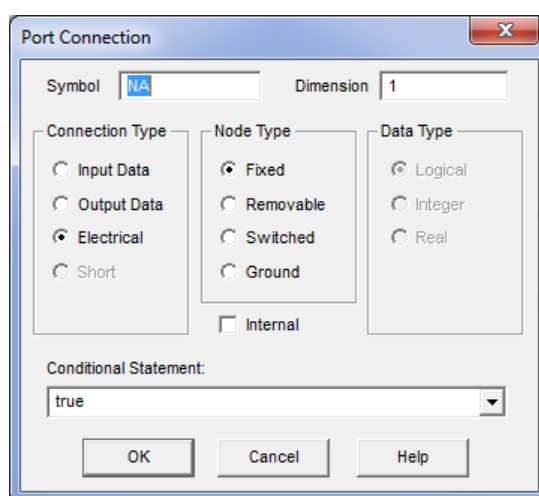 Port Connection
Symbol NA Dimension 1
Connection Type Node Type Data Type
Input Data Fixed Logical
Output Data Removable Integer
Electrical Switched Real
Short Ground
Internal
Conditional Statement:
true
OK Cancel Help